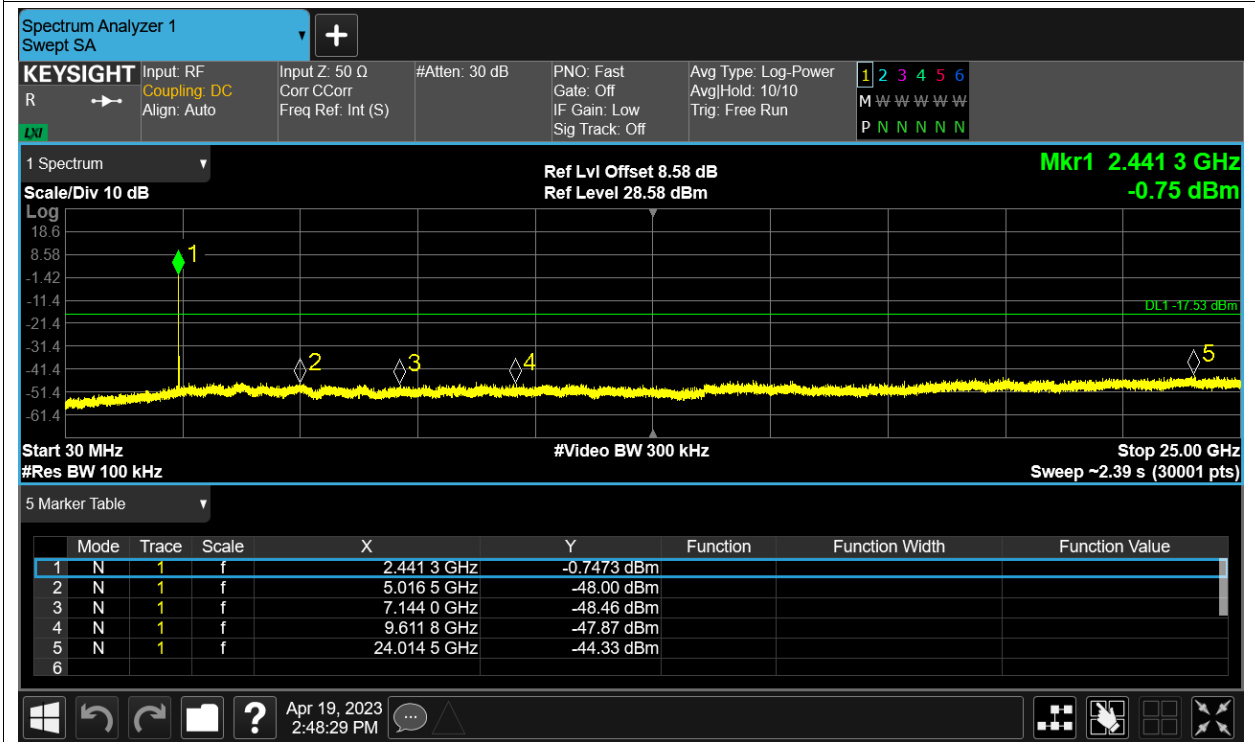 Spectrum Analyzer 1
Swept SA
+
KEYSIGHT Input: RF Input Z: 50 Ω #Atten: 30 dB PNO: Fast Avg Type: Log-Power 1 2 3 4 5 6
R Coupling: DC Corr CCorr Gate: Off Avg|Hold: 10/10 M W W W W W
Align: Auto Freq Ref: Int (S) IF Gain: Low Trig: Free Run
LXI Sig Track: Off P N N N N N
1 Spectrum Ref Lvl Offset 8.58 dB Mkr1 2.441 3 GHz
Scale/Div 10 dB Ref Level 28.58 dBm -0.75 dBm
Log
18.6
8.58 1
-1.42
-11.4 DL1 -17.53 dBm
-21.4
-31.4
-41.4 2 3 4 5
-51.4
-61.4
Start 30 MHz #Video BW 300 kHz Stop 25.00 GHz
#Res BW 100 kHz Sweep ~2.39 s (30001 pts)
5 Marker Table
Mode Trace Scale X Y Function Function Width Function Value
1 N 1 f 2.441 3 GHz -0.7473 dBm
2 N 1 f 5.016 5 GHz -48.00 dBm
3 N 1 f 7.144 0 GHz -48.46 dBm
4 N 1 f 9.611 8 GHz -47.87 dBm
5 N 1 f 24.014 5 GHz -44.33 dBm
6
? Apr 19, 2023
2:48:29 PM